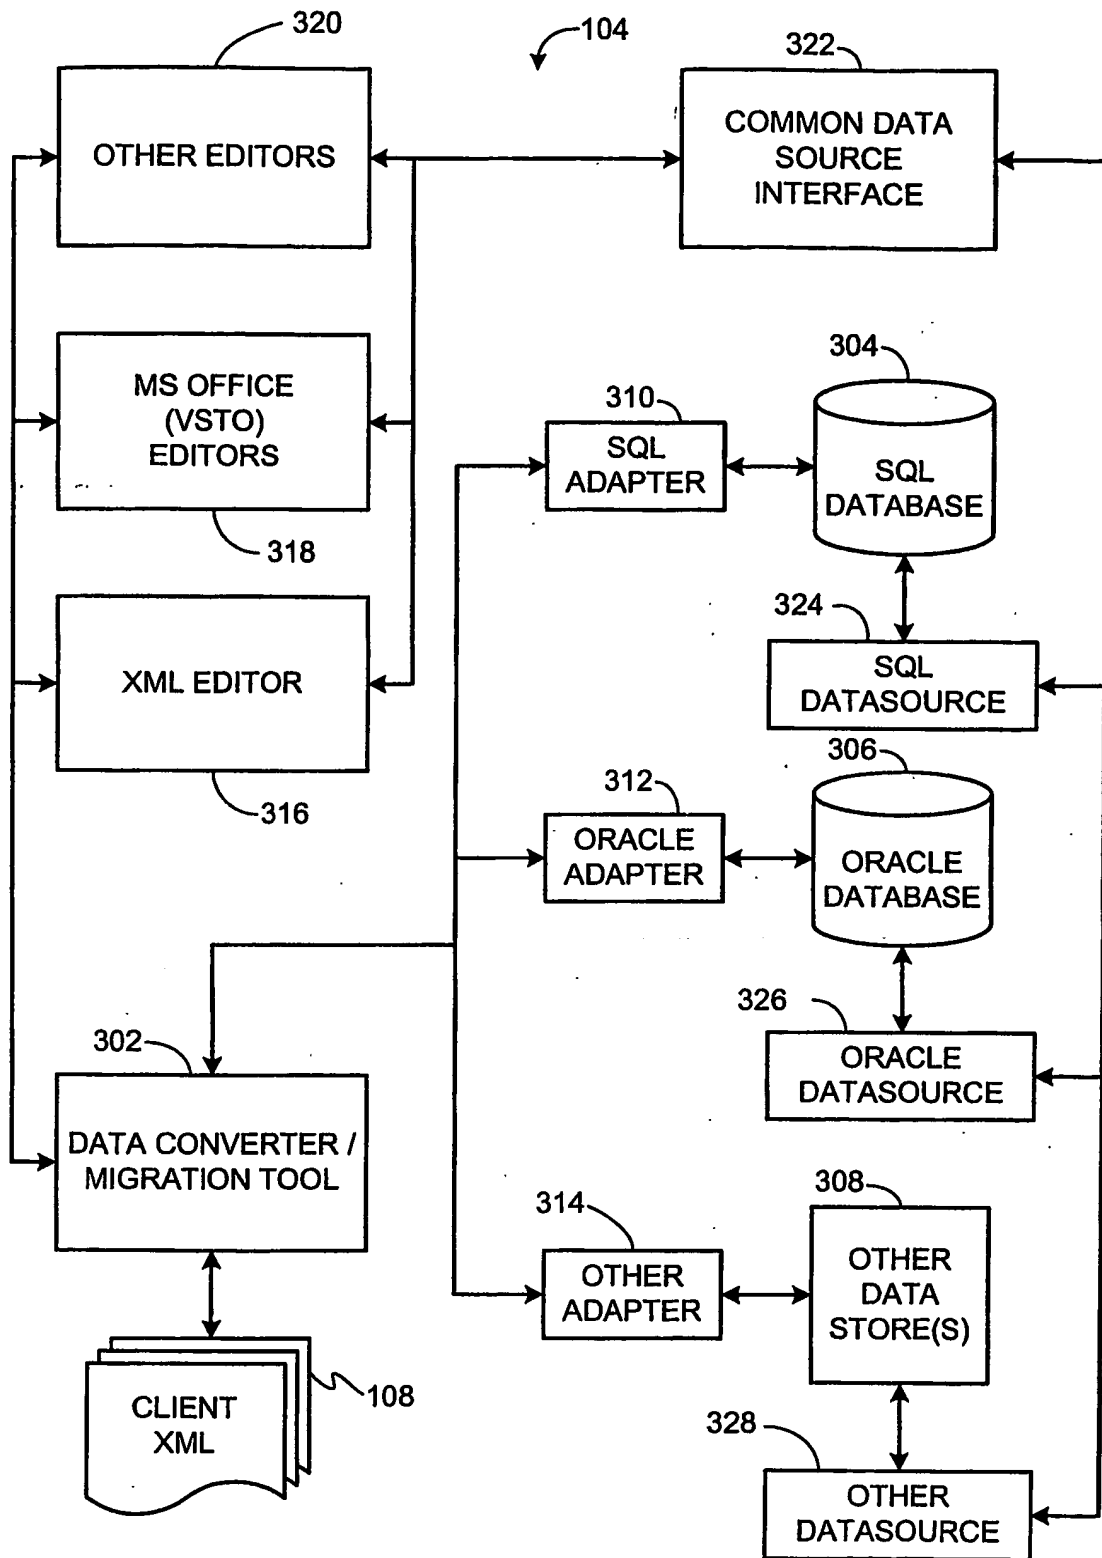 320
104
322
OTHER EDITORS
COMMON DATA
SOURCE
INTERFACE
MS OFFICE
(VSTO)
EDITORS
318
304
310
SQL
ADAPTER
SQL
DATABASE
324
SQL
DATASOURCE
XML EDITOR
316
306
312
ORACLE
ADAPTER
ORACLE
DATABASE
326
ORACLE
DATASOURCE
302
DATA CONVERTER /
MIGRATION TOOL
308
314
OTHER
ADAPTER
OTHER
DATA
STORE(S)
108
CLIENT
XML
328
OTHER
DATASOURCE